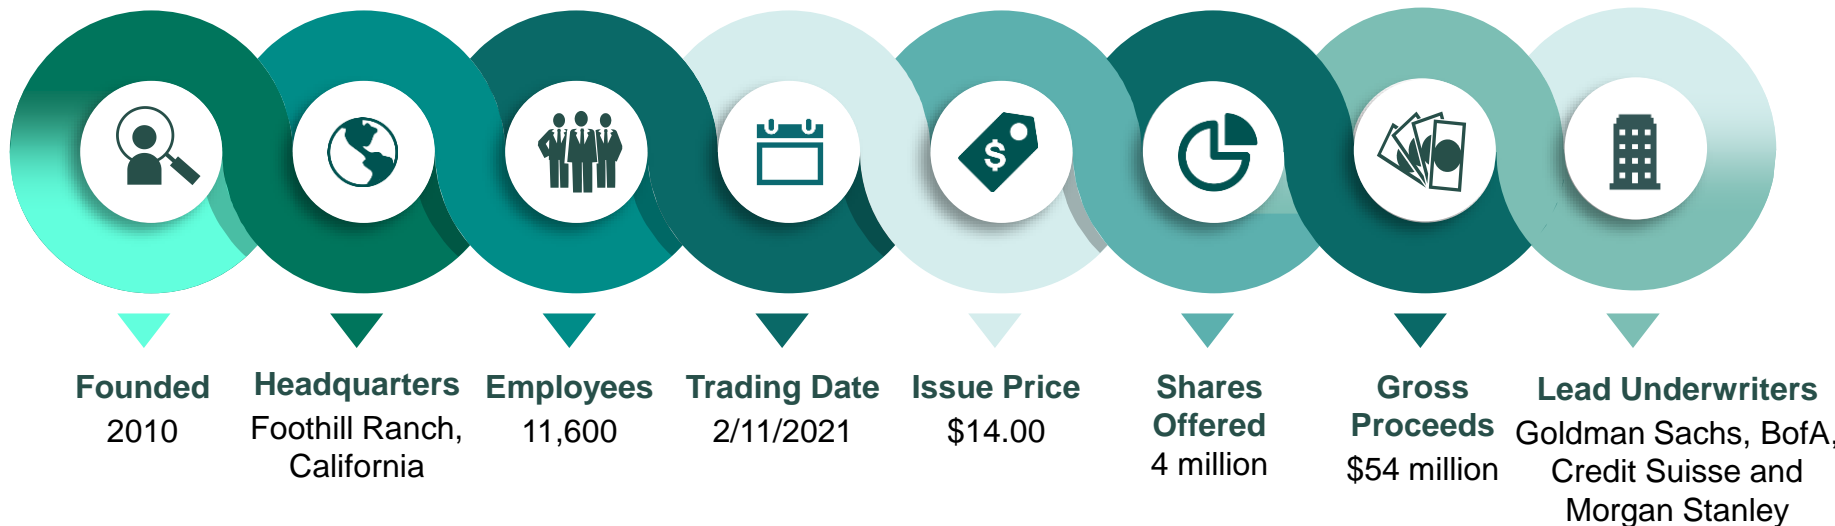 Founded
2010
Headquarters
Foothill Ranch,
California
Employees
11,600
Trading Date
2/11/2021
Issue Price
$14.00
Shares
Offered
4 million
Gross
Proceeds
$54 million
Lead Underwriters
Goldman Sachs, BofA,
Credit Suisse and
Morgan Stanley
$